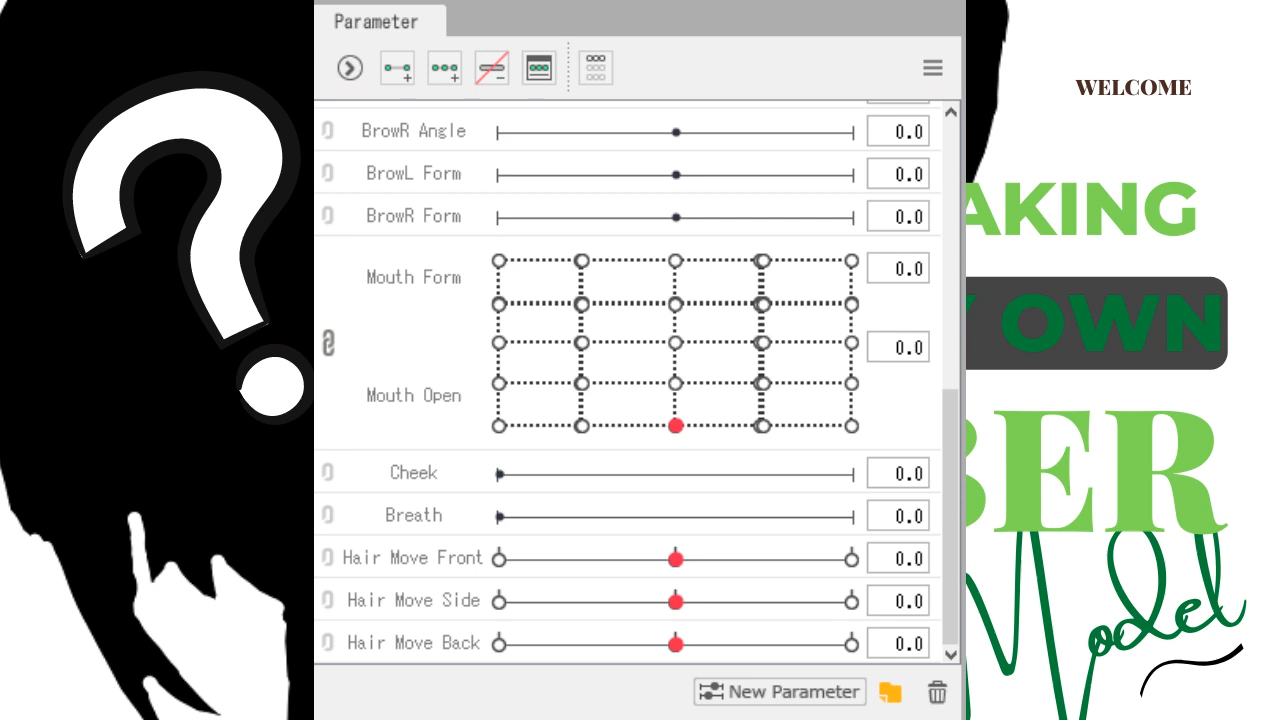 Parameter
WELCOME
BrowR Angle 0.0
BrowL Form 0.0
BrowR Form 0.0
Mouth Form 0.0
0.0
Mouth Open
Cheek 0.0
Breath 0.0
Hair Move Front 0.0
Hair Move Side 0.0
Hair Move Back 0.0
New Parameter
AKING
Y OWN
BER
Model
?